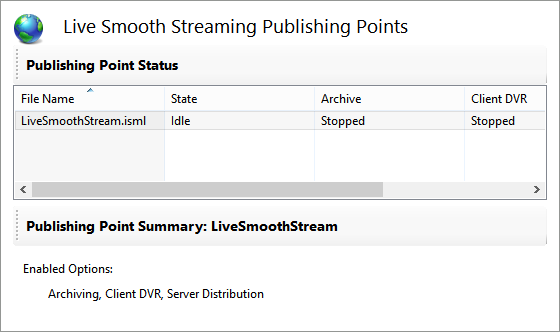 Live Smooth Streaming Publishing Points
Publishing Point Status
File Name State Archive Client DVR
LiveSmoothStream.isml Idle Stopped Stopped
Publishing Point Summary: LiveSmoothStream
Enabled Options:
Archiving, Client DVR, Server Distribution